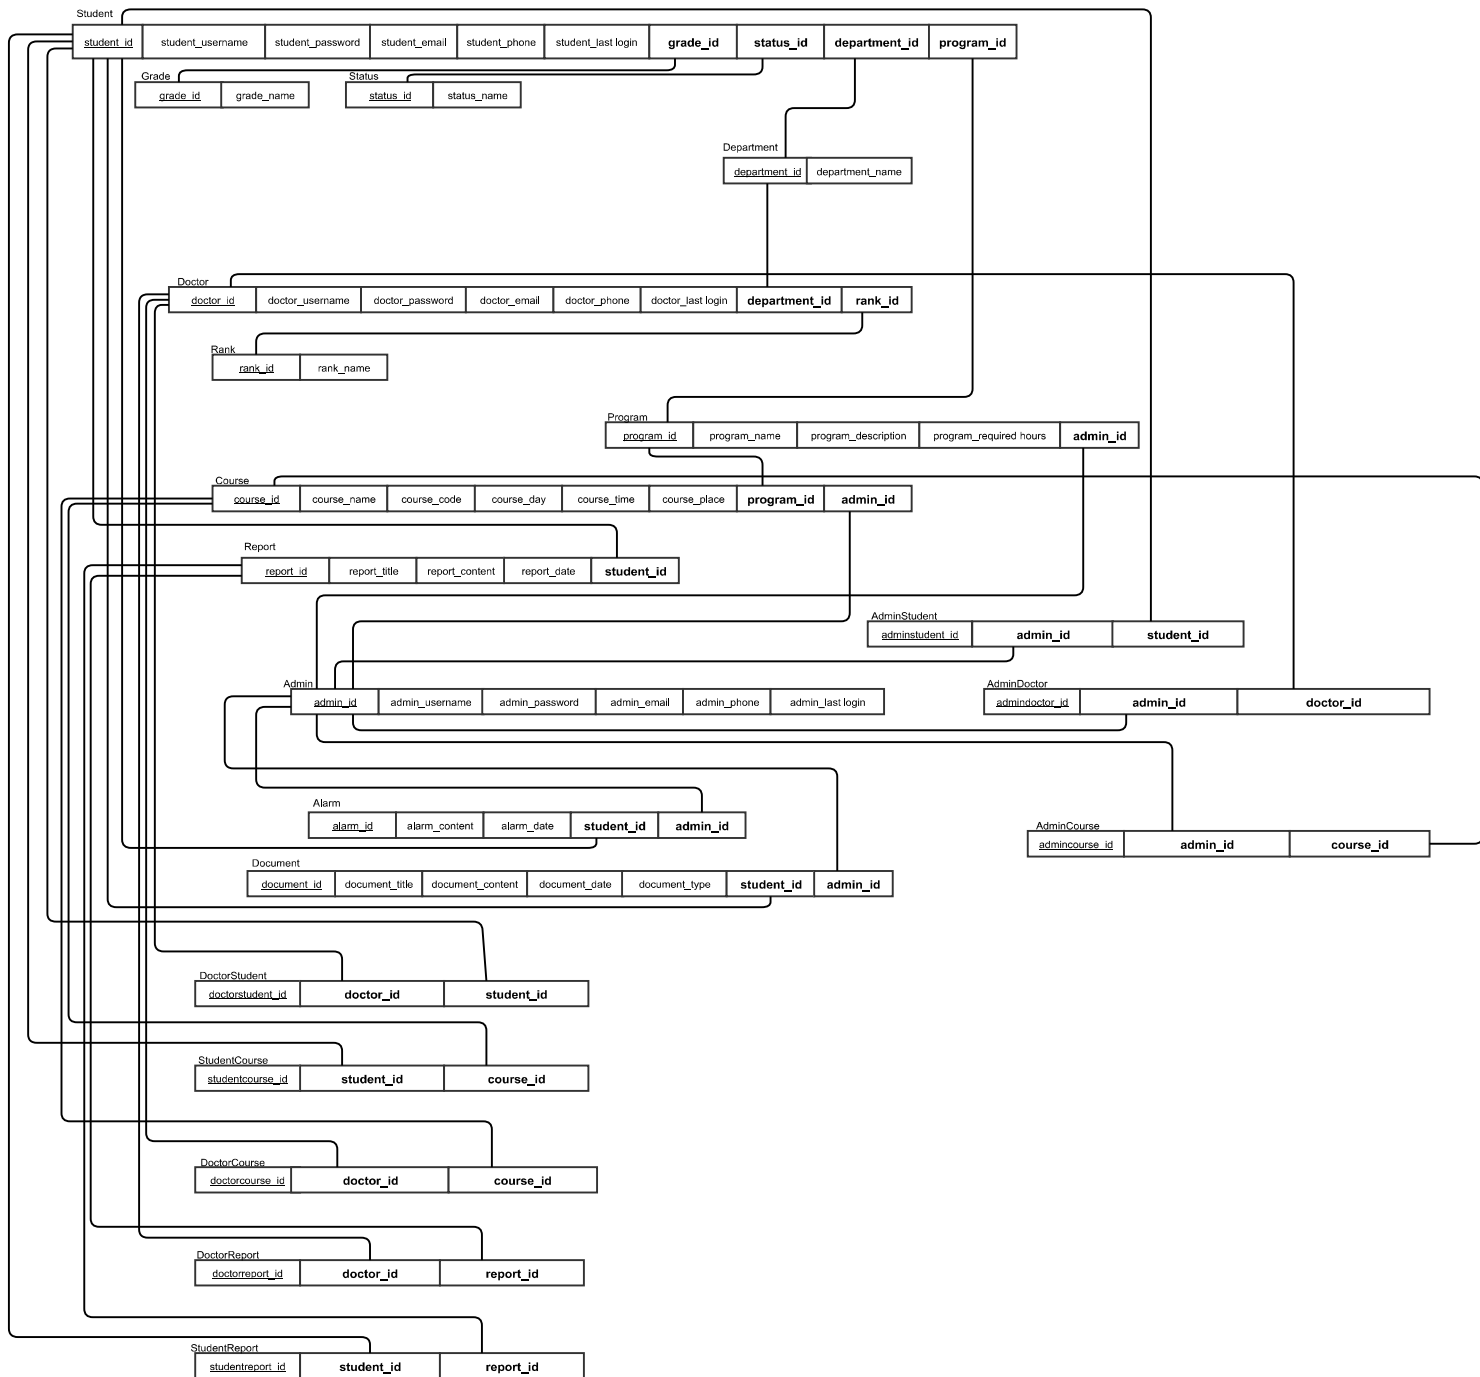 Student
student_id student_username student_password student_email student_phone student_last login grade_id status_id department_id program_id
Grade Status
grade_id grade_name status_id status_name
Department
department_id department_name
Doctor
doctor_id doctor_username doctor_password doctor_email doctor_phone doctor_last login department_id rank_id
Rank
rank_id rank_name
Program
program_id program_name program_description program_required hours admin_id
Course
course_id course_name course_code course_day course_time course_place program_id admin_id
Report
report_id report_title report_content report_date student_id
AdminStudent
adminstudent_id admin_id student_id
Admin
admin_id admin_username admin_password admin_email admin_phone admin_last login
AdminDoctor
admindoctor_id admin_id doctor_id
Alarm
alarm_id alarm_content alarm_date student_id admin_id
AdminCourse
admincourse_id admin_id course_id
Document
document_id document_title document_content document_date document_type student_id admin_id
DoctorStudent
doctorstudent_id doctor_id student_id
StudentCourse
studentcourse_id student_id course_id
DoctorCourse
doctorcourse_id doctor_id course_id
DoctorReport
doctorreport_id doctor_id report_id
StudentReport
studentreport_id student_id report_id